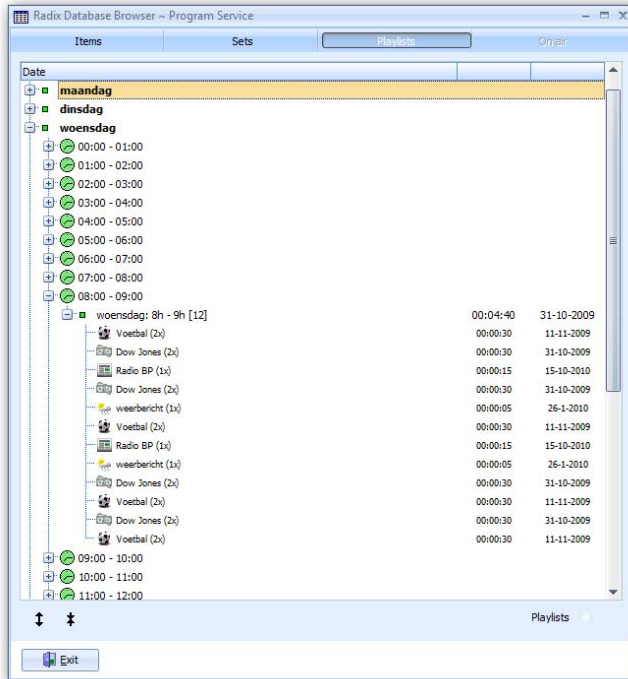 Radix Database Browser ~ Program Service
Items Sets Playlists On air
Date
maandag
dinsdag
woensdag
00:00 - 01:00
01:00 - 02:00
02:00 - 03:00
03:00 - 04:00
04:00 - 05:00
05:00 - 06:00
06:00 - 07:00
07:00 - 08:00
08:00 - 09:00
woensdag: 8h - 9h [12] 00:04:40 31-10-2009
Voetbal (2x) 00:00:30 11-11-2009
Dow Jones (2x) 00:00:30 31-10-2009
Radio BP (1x) 00:00:15 15-10-2010
Dow Jones (2x) 00:00:30 31-10-2009
weerbericht (1x) 00:00:05 26-1-2010
Voetbal (2x) 00:00:30 11-11-2009
Radio BP (1x) 00:00:15 15-10-2010
weerbericht (1x) 00:00:05 26-1-2010
Dow Jones (2x) 00:00:30 31-10-2009
Voetbal (2x) 00:00:30 11-11-2009
Dow Jones (2x) 00:00:30 31-10-2009
Voetbal (2x) 00:00:30 11-11-2009
09:00 - 10:00
10:00 - 11:00
11:00 - 12:00
Playlists
Exit